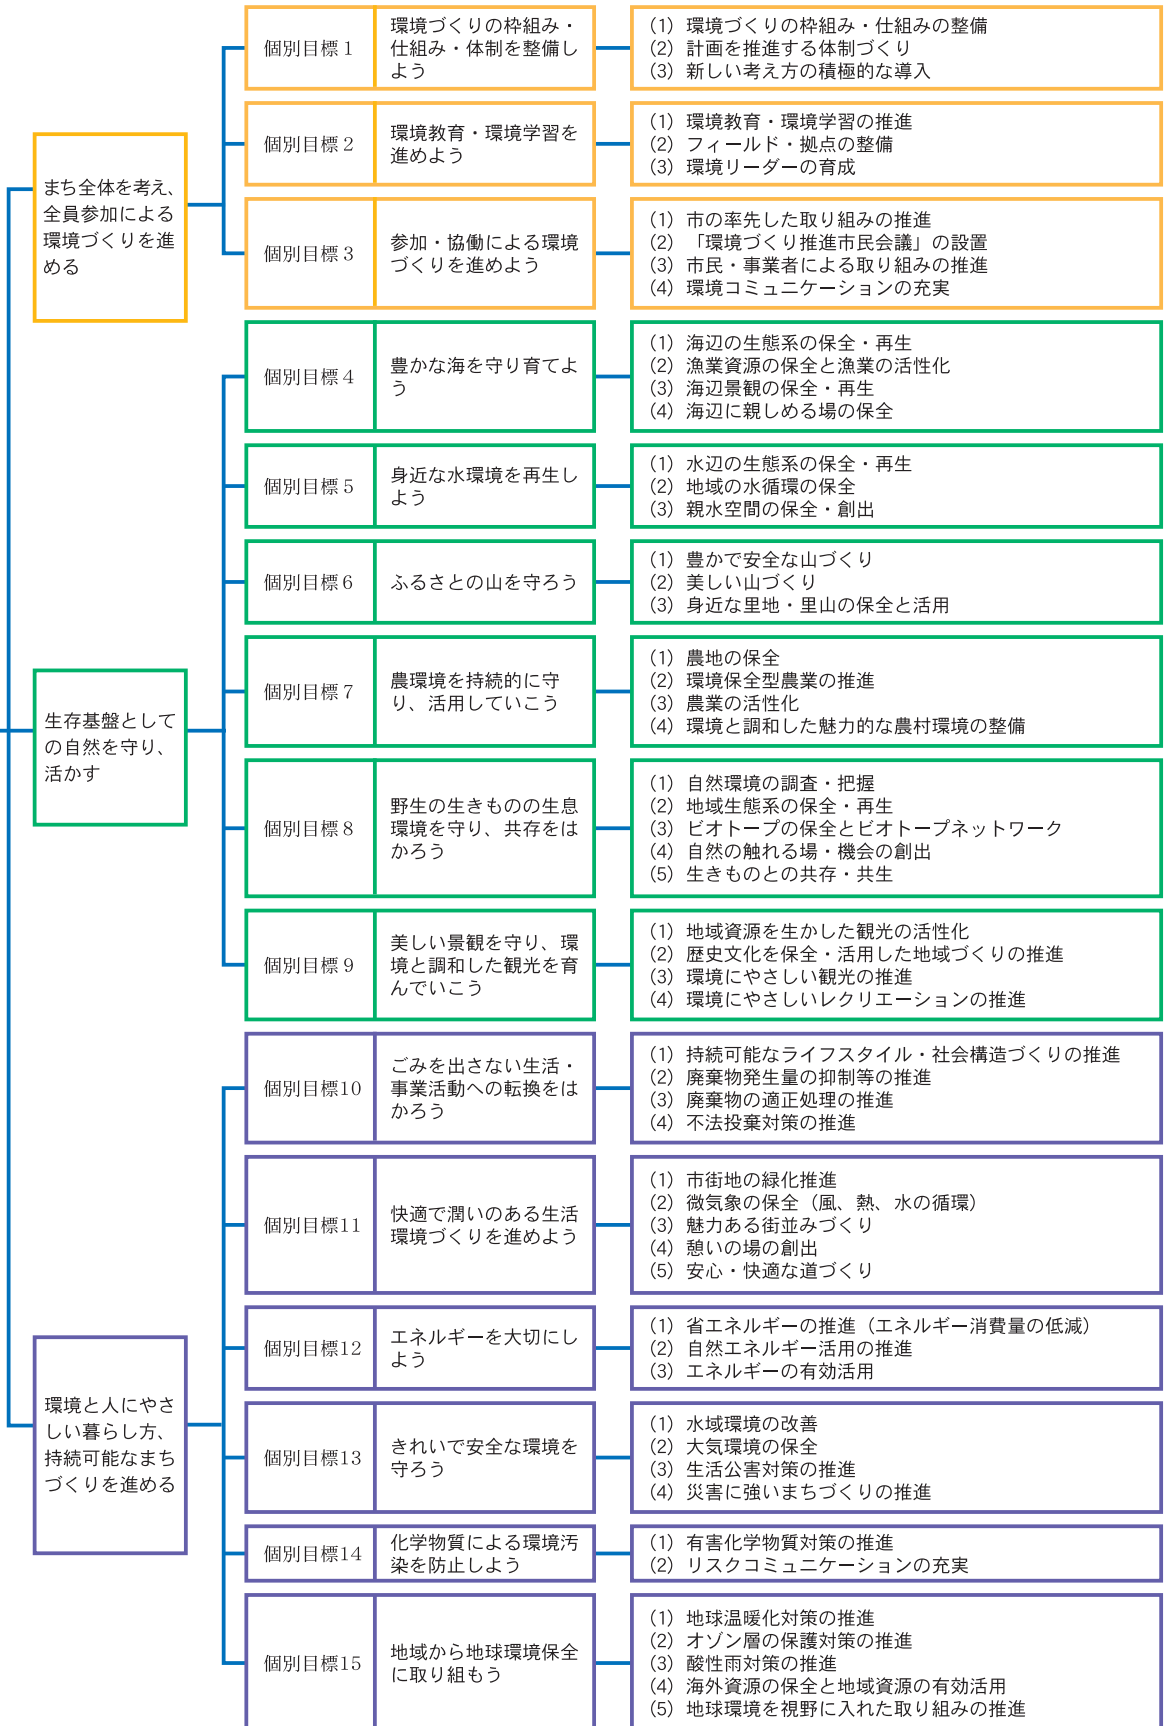 まち全体を考え、
全員参加による
環境づくりを進
める
個別目標1
環境づくりの枠組み・
仕組み・体制を整備し
よう
(1) 環境づくりの枠組み・仕組みの整備
(2) 計画を推進する体制づくり
(3) 新しい考え方の積極的な導入
個別目標2
環境教育・環境学習を
進めよう
(1) 環境教育・環境学習の推進
(2) フィールド・拠点の整備
(3) 環境リーダーの育成
個別目標3
参加・協働による環境
づくりを進めよう
(1) 市の率先した取り組みの推進
(2) 「環境づくり推進市民会議」の設置
(3) 市民・事業者による取り組みの推進
(4) 環境コミュニケーションの充実
生存基盤として
の自然を守り、
活かす
個別目標4
豊かな海を守り育てよ
う
(1) 海辺の生態系の保全・再生
(2) 漁業資源の保全と漁業の活性化
(3) 海辺景観の保全・再生
(4) 海辺に親しめる場の保全
個別目標5
身近な水環境を再生し
よう
(1) 水辺の生態系の保全・再生
(2) 地域の水循環の保全
(3) 親水空間の保全・創出
個別目標6
ふるさとの山を守ろう
(1) 豊かで安全な山づくり
(2) 美しい山づくり
(3) 身近な里地・里山の保全と活用
個別目標7
農環境を持続的に守
り、活用していこう
(1) 農地の保全
(2) 環境保全型農業の推進
(3) 農業の活性化
(4) 環境と調和した魅力的な農村環境の整備
個別目標8
野生の生きものの生息
環境を守り、共存をは
かろう
(1) 自然環境の調査・把握
(2) 地域生態系の保全・再生
(3) ビオトープの保全とビオトープネットワーク
(4) 自然の触れる場・機会の創出
(5) 生きものとの共存・共生
個別目標9
美しい景観を守り、環
境と調和した観光を育
んでいこう
(1) 地域資源を生かした観光の活性化
(2) 歴史文化を保全・活用した地域づくりの推進
(3) 環境にやさしい観光の推進
(4) 環境にやさしいレクリエーションの推進
環境と人にやさ
しい暮らし方、
持続可能なまち
づくりを進める
個別目標10
ごみを出さない生活・
事業活動への転換をは
かろう
(1) 持続可能なライフスタイル・社会構造づくりの推進
(2) 廃棄物発生量の抑制等の推進
(3) 廃棄物の適正処理の推進
(4) 不法投棄対策の推進
個別目標11
快適で潤いのある生活
環境づくりを進めよう
(1) 市街地の緑化推進
(2) 微気象の保全（風、熱、水の循環）
(3) 魅力ある街並みづくり
(4) 憩いの場の創出
(5) 安心・快適な道づくり
個別目標12
エネルギーを大切にし
よう
(1) 省エネルギーの推進（エネルギー消費量の低減）
(2) 自然エネルギー活用の推進
(3) エネルギーの有効活用
個別目標13
きれいで安全な環境を
守ろう
(1) 水域環境の改善
(2) 大気環境の保全
(3) 生活公害対策の推進
(4) 災害に強いまちづくりの推進
個別目標14
化学物質による環境汚
染を防止しよう
(1) 有害化学物質対策の推進
(2) リスクコミュニケーションの充実
個別目標15
地域から地球環境保全
に取り組もう
(1) 地球温暖化対策の推進
(2) オゾン層の保護対策の推進
(3) 酸性雨対策の推進
(4) 海外資源の保全と地域資源の有効活用
(5) 地球環境を視野に入れた取り組みの推進